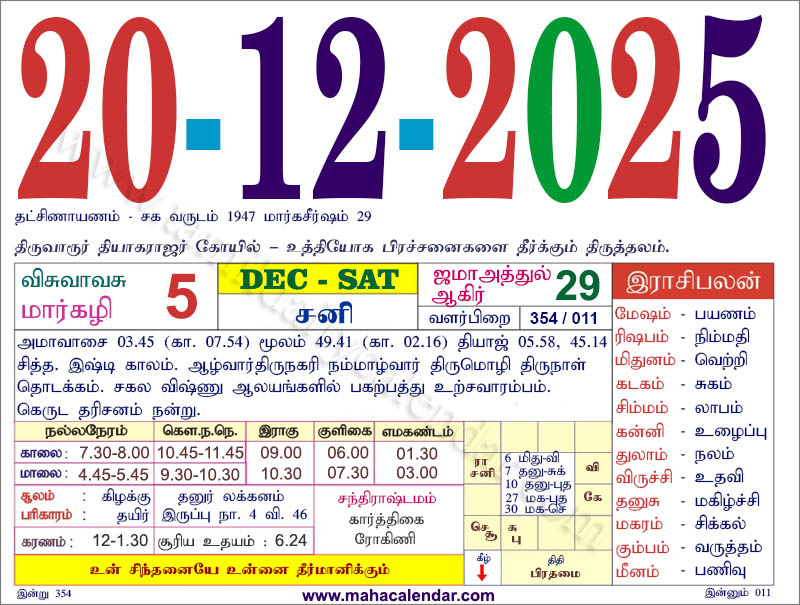 20-12-2025
தட்சிணாயணம் - சக வருடம் 1947 மார்கசீர்ஷம் 29
திருவாரூர் தியாகராஜர் கோயில் – உத்தியோக பிரச்சனைகளை தீர்க்கும் திருத்தலம்.
விசுவாவசு
மார்கழி 5
DEC - SAT
சனி
ஜமாஅத்துல்
ஆகிர் 29
வளர்பிறை 354 / 011
அமாவாசை 03.45 (கா. 07.54) மூலம் 49.41 (கா. 02.16) தியாஜ் 05.58, 45.14
சித்த. இஷ்டி காலம். ஆழ்வார்திருநகரி நம்மாழ்வார் திருமொழி திருநாள்
தொடக்கம். சகல விஷ்ணு ஆலயங்களில் பகற்பத்து உற்சவாரம்பம்.
கெருட தரிசனம் நன்று.
நல்லநேரம் கௌ.ந.நெ. இராகு குளிகை எமகண்டம்
காலை: 7.30-8.00 10.45-11.45 09.00 06.00 01.30
மாலை: 4.45-5.45 9.30-10.30 10.30 07.30 03.00
சூலம் : கிழக்கு
பரிகாரம் : தயிர்
தனுர் லக்கனம்
இருப்பு நா. 4 வி. 46
சந்திராஷ்டமம்
கார்த்திகை
ரோகிணி
கரணம்: 12-1.30 சூரிய உதயம் : 6.24
உன் சிந்தனையே உன்னை தீர்மானிக்கும்
ரா
சனி
6 மிது-வி
7 தனு-சுக்
10 தனு-புத
27 மக-புத
30 மக-செ
வி
கே
செ
சூ
சு
பு
கீழ்
திதி
பிரதமை
இராசிபலன்
மேஷம் - பயணம்
ரிஷபம் - நிம்மதி
மிதுனம் - வெற்றி
கடகம் - சுகம்
சிம்மம் - லாபம்
கன்னி - உழைப்பு
துலாம் - நலம்
விருச்சி - உதவி
தனுசு - மகிழ்ச்சி
மகரம் - சிக்கல்
கும்பம் - வருத்தம்
மீனம் - பணிவு
இன்று 354
www.mahacalendar.com
இன்னும் 011